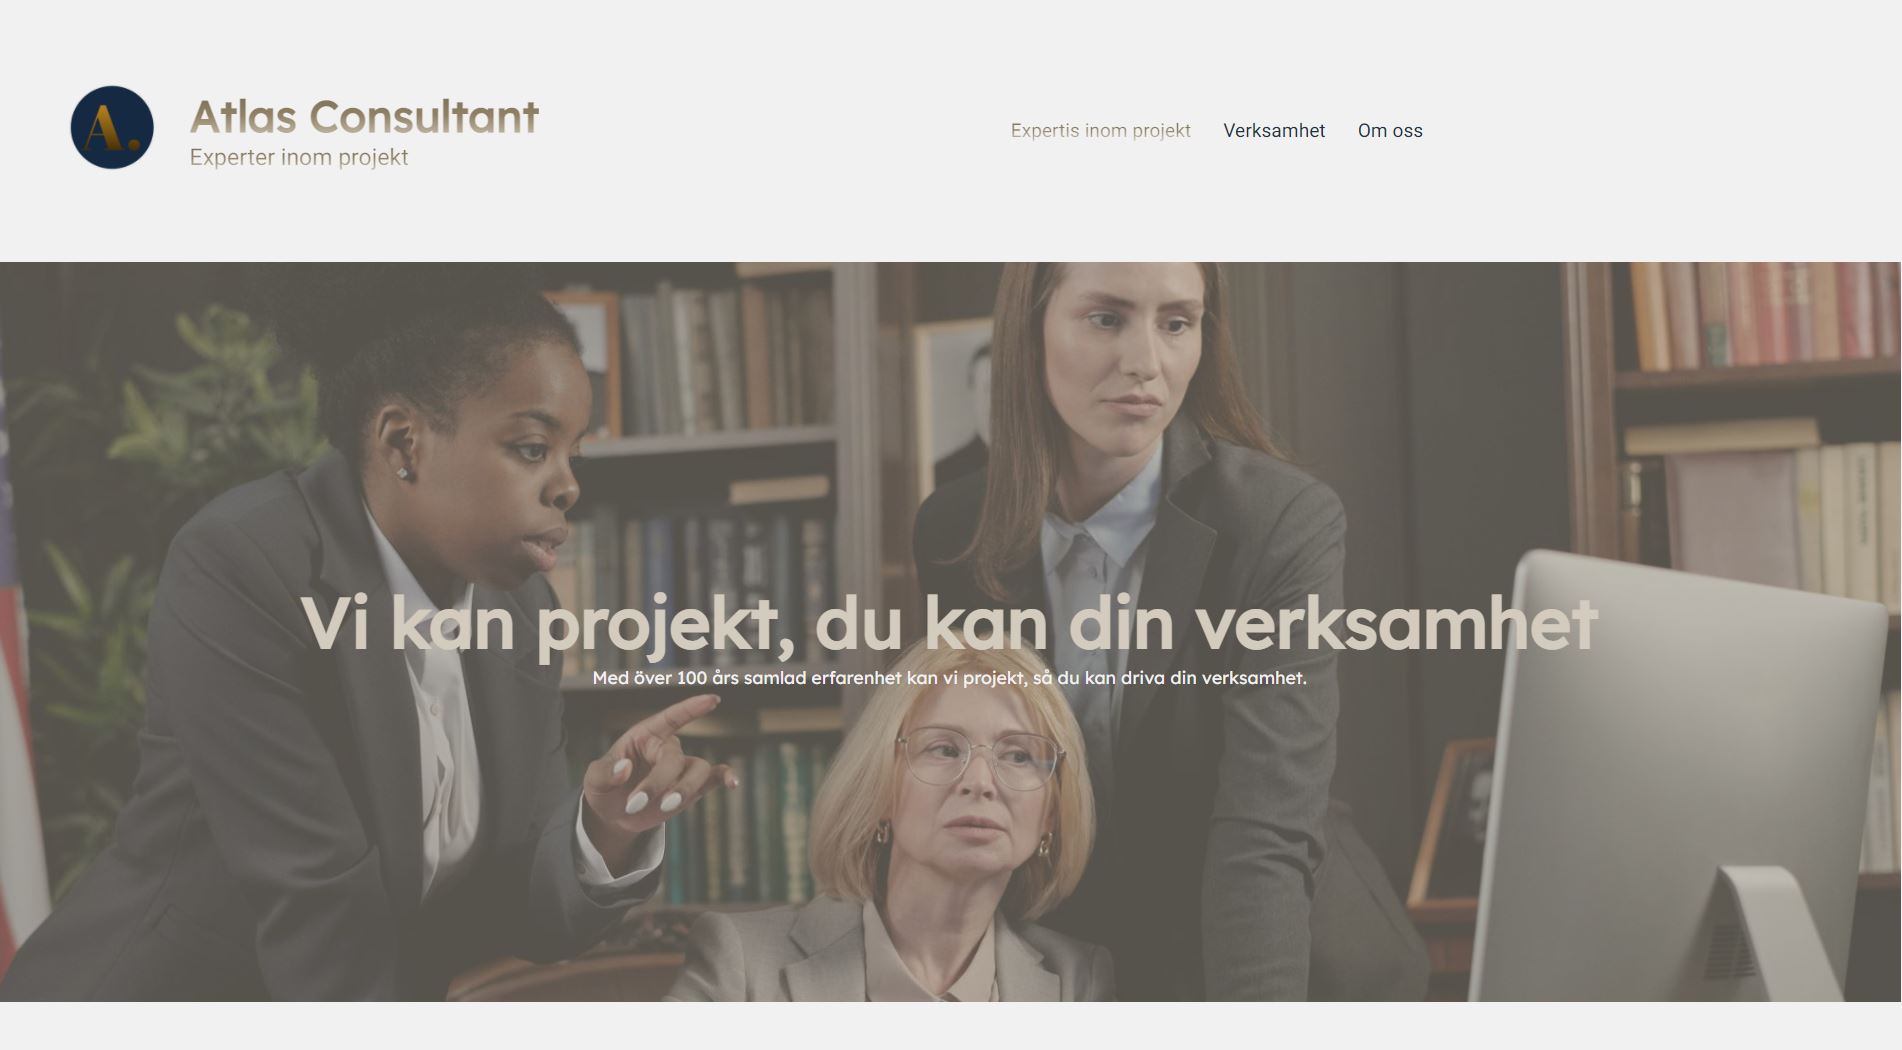 A.
Atlas Consultant
Experter inom projekt
Expertis inom projekt
Verksamhet
Om oss
Vi kan projekt, du kan din verksamhet
Med över 100 års samlad erfarenhet kan vi projekt, så du kan driva din verksamhet.